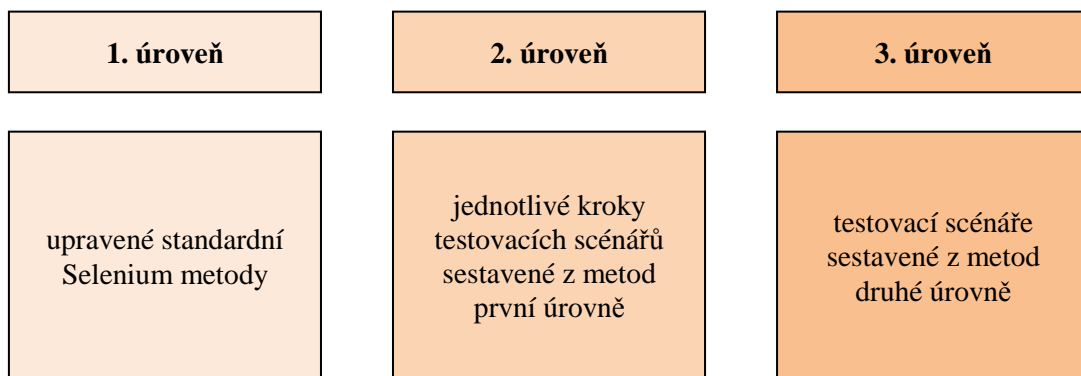 1. úroveň
2. úroveň
3. úroveň
upravené standardní
Selenium metody
jednotlivé kroky
testovacích scénářů
sestavené z metod
první úrovně
testovací scénáře
sestavené z metod
druhé úrovně